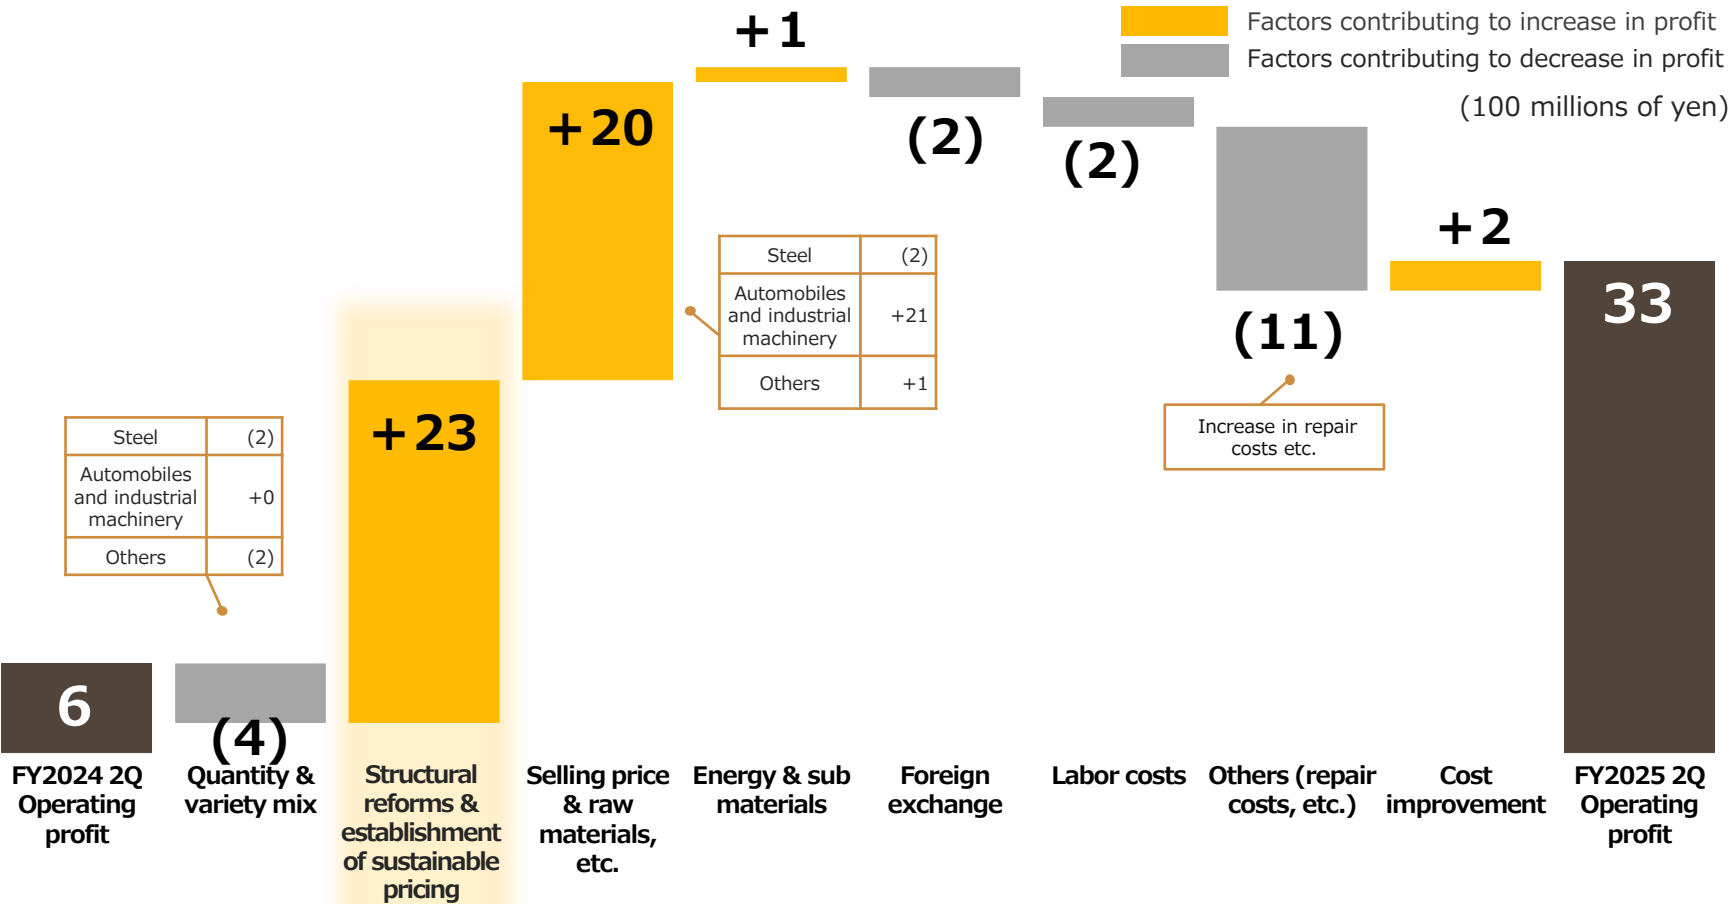 Factors contributing to increase in profit
Factors contributing to decrease in profit
(100 millions of yen)
+1
+20
(2)
(2)
+2
(11)
33
+23
6
(4)
Steel (2)
Automobiles
and industrial
machinery
+21
Others +1
Increase in repair
costs etc.
Steel (2)
Automobiles
and industrial
machinery
+0
Others (2)
FY2024 2Q
Operating
profit
Quantity &
variety mix
Structural
reforms &
establishment
of sustainable
pricing
Selling price
& raw
materials,
etc.
Energy & sub
materials
Foreign
exchange
Labor costs
Others (repair
costs, etc.)
Cost
improvement
FY2025 2Q
Operating
profit